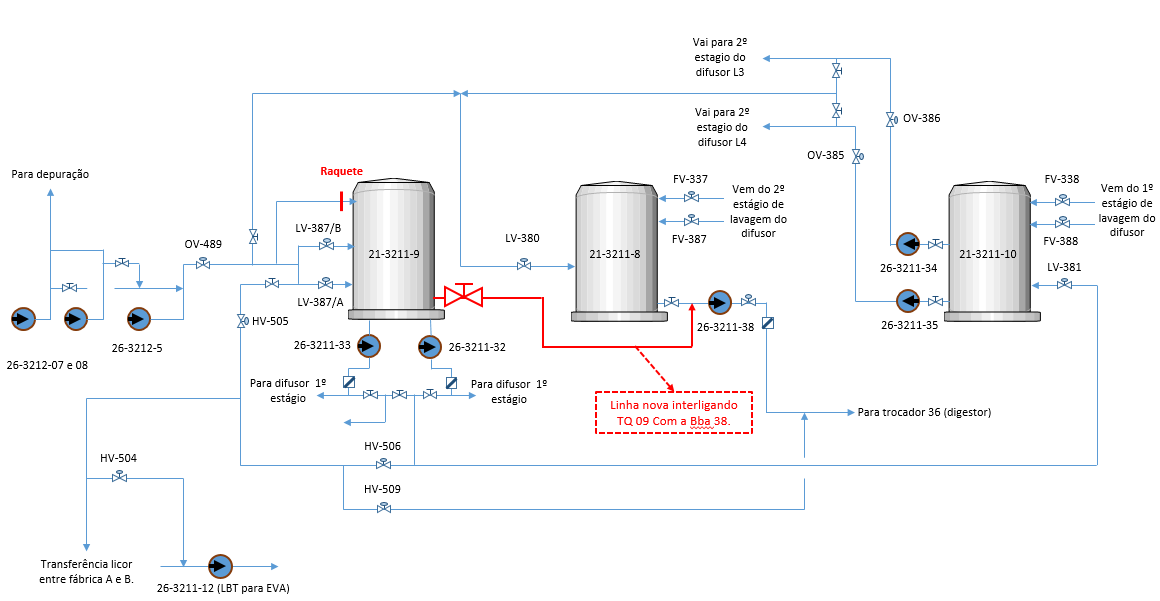 Vai para 2º
estagio do
difusor L3
Vai para 2º
estagio do
difusor L4
OV-386
OV-385
Para depuração
Raquete
FV-337
Vem do 2º
estágio de
lavagem do
difusor
FV-387
FV-338
Vem do 1º
estágio de
lavagem do
difusor
FV-388
LV-387/B
OV-489
LV-380
21-3211-9
21-3211-8
21-3211-10
26-3211-34
LV-381
LV-387/A
HV-505
26-3211-38
26-3211-35
26-3212-5
26-3212-07 e 08
26-3211-33
26-3211-32
Para difusor 1º
estágio
Para difusor 1º
estágio
Linha nova interligando
TQ 09 Com a Bba 38.
Para trocador 36 (digestor)
HV-506
HV-504
HV-509
Transferência licor
entre fábrica A e B.
26-3211-12 (LBT para EVA)